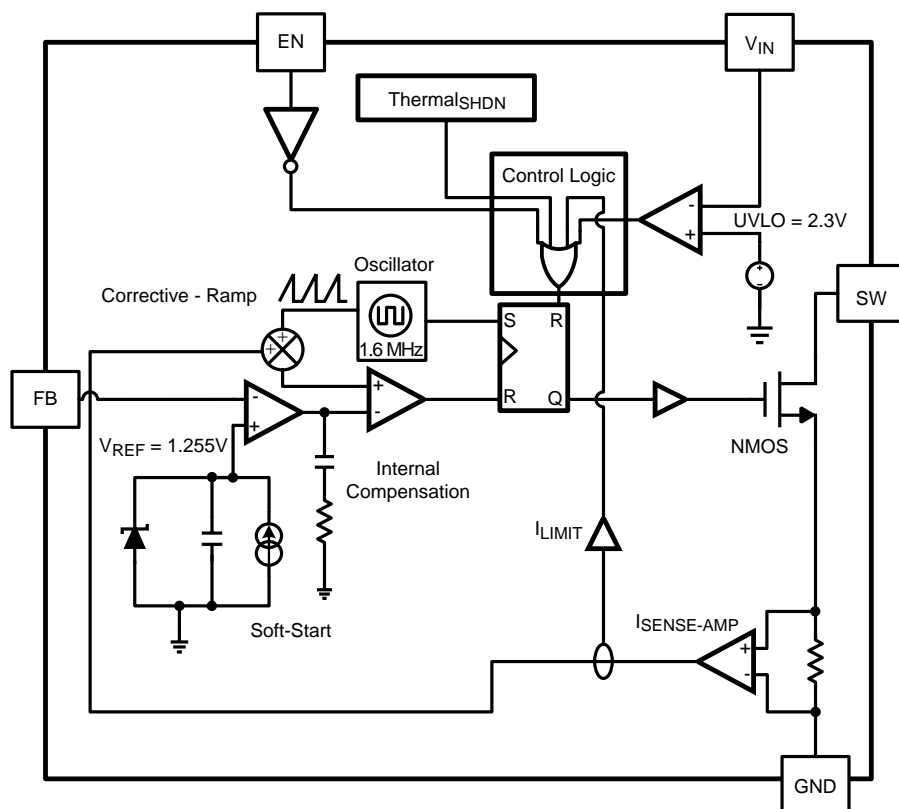 EN
VIN
ThermalSHDN
Control Logic
-
+
UVLO = 2.3V
+
-
Oscillator
Corrective - Ramp
1.6 MHz
+
+
S
R
SW
FB
-
+
+
-
R
Q
VREF = 1.255V
NMOS
Internal
Compensation
ILIMIT
Soft-Start
ISENSE-AMP
+
-
GND